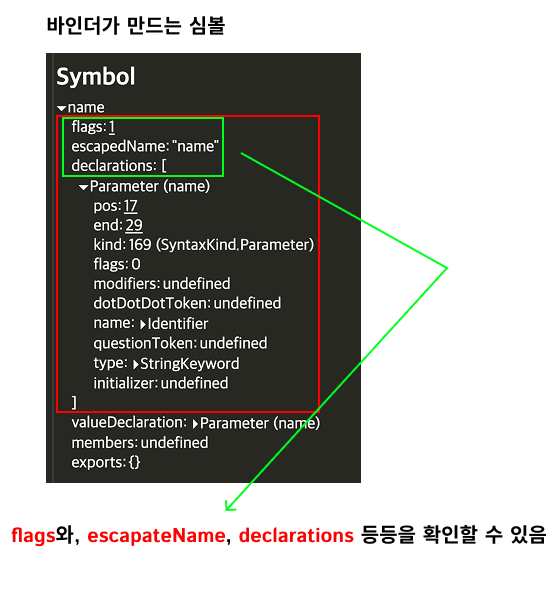 바인더가 만드는 심볼
Symbol
▾name
flags: 1
escapedName: "name"
declarations: [
▾Parameter (name)
pos: 17
end: 29
kind: 169 (SyntaxKind.Parameter)
flags: 0
modifiers: undefined
dotDotDotToken: undefined
name: ▸Identifier
questionToken: undefined
type: ▸StringKeyword
initializer: undefined
]
valueDeclaration: ▸Parameter (name)
members: undefined
exports: {}
flags와, escapateName, declarations 등등을 확인할 수 있음